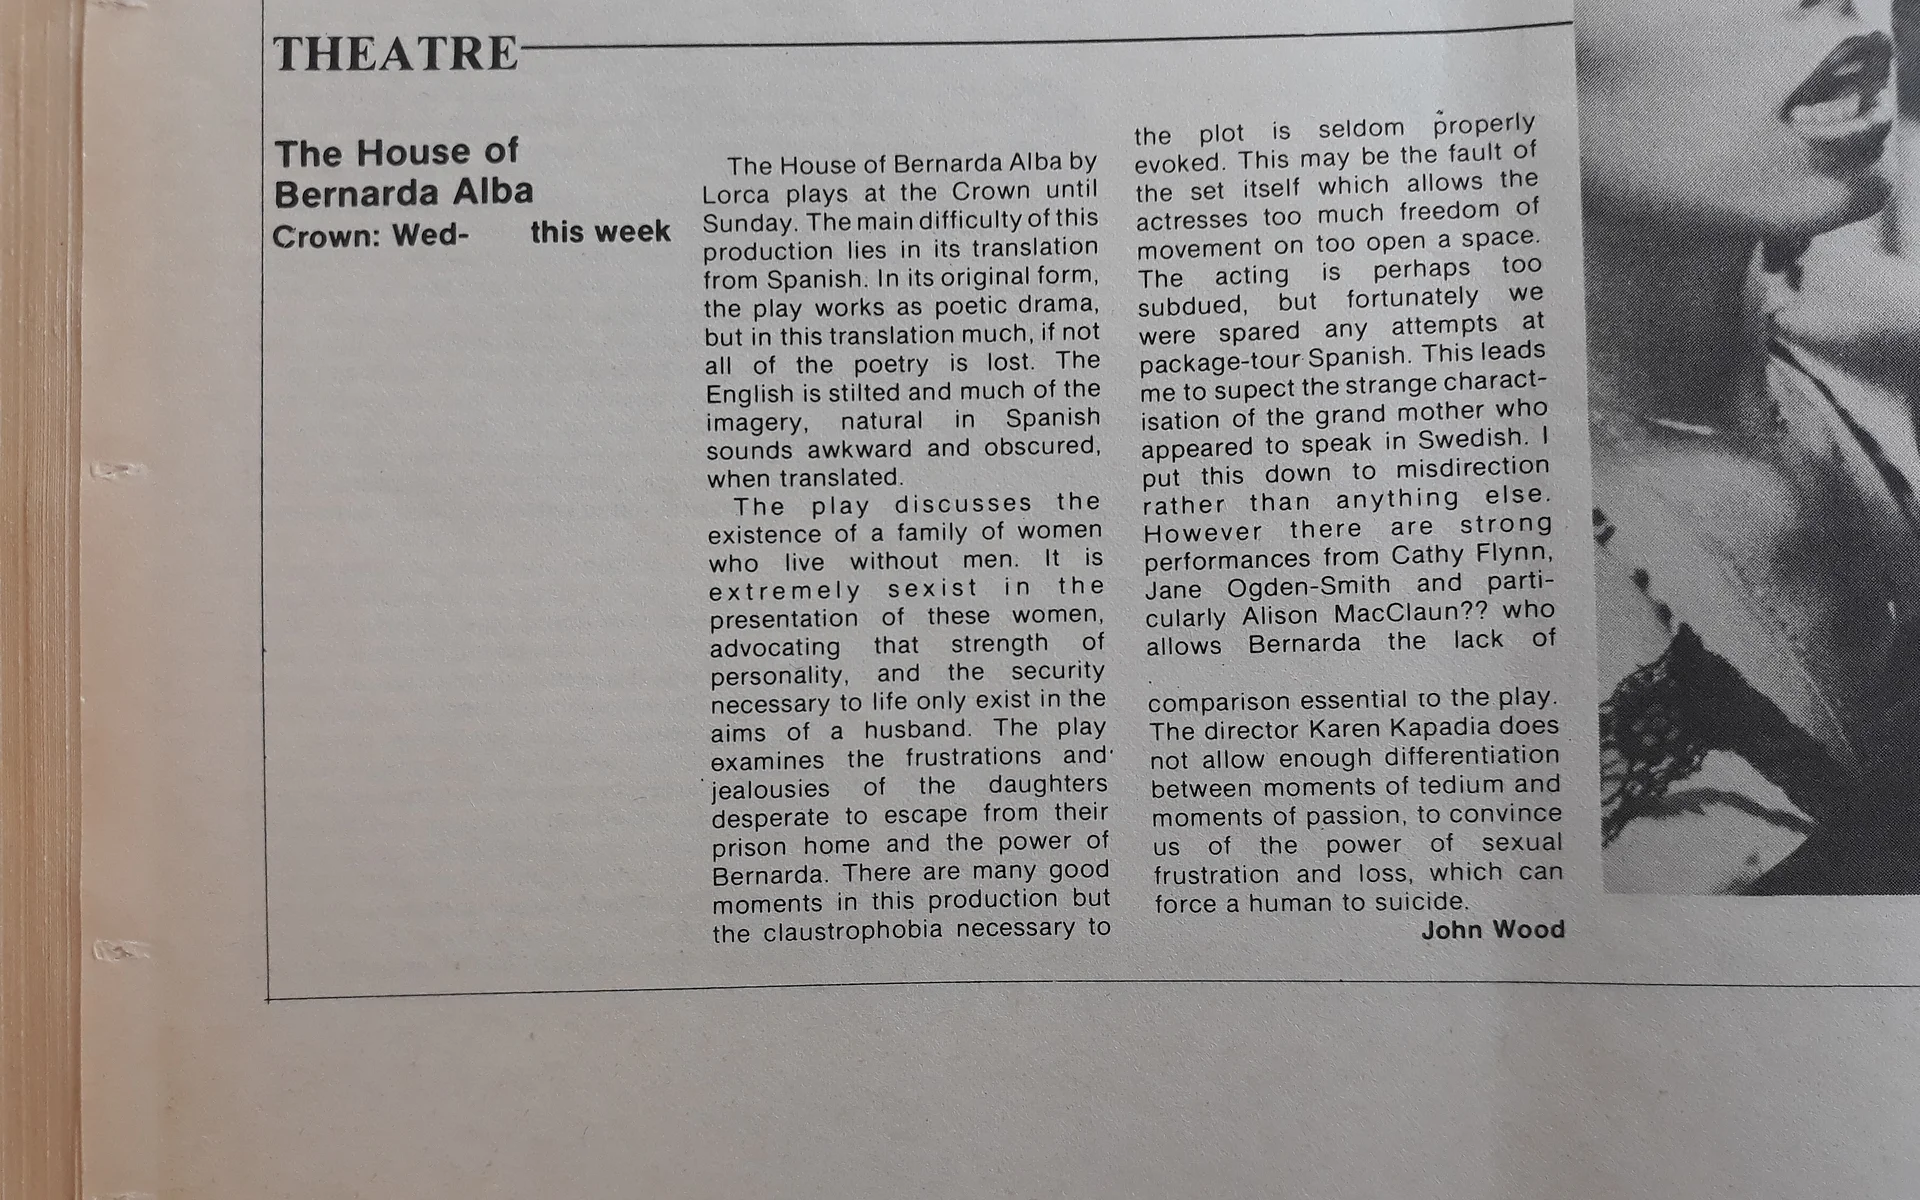 THEATRE
The House of
Bernarda Alba
Crown: Wed- this week
The House of Bernarda Alba by
Lorca plays at the Crown until
Sunday. The main difficulty of this
production lies in its translation
from Spanish. In its original form,
the play works as poetic drama,
but in this translation much, if not
all of the poetry is lost. The
English is stilted and much of the
imagery, natural in Spanish
sounds awkward and obscured,
when translated.
The play discusses the
existence of a family of women
who live without men. It is
extremely sexist in the
presentation of these women,
advocating that strength of
personality, and the security
necessary to life only exist in the
aims of a husband. The play
examines the frustrations and
jealousies of the daughters
desperate to escape from their
prison home and the power of
Bernarda. There are many good
moments in this production but
the claustrophobia necessary to
the plot is seldom properly
evoked. This may be the fault of
the set itself which allows the
actresses too much freedom of
movement on too open a space.
The acting is perhaps too
subdued, but fortunately we
were spared any attempts at
package-tour Spanish. This leads
me to supect the strange charact-
isation of the grand mother who
appeared to speak in Swedish. I
put this down to misdirection
rather than anything else.
However there are strong
performances from Cathy Flynn,
Jane Ogden-Smith and parti-
cularly Alison MacClaun?? who
allows Bernarda the lack of
comparison essential to the play.
The director Karen Kapadia does
not allow enough differentiation
between moments of tedium and
moments of passion, to convince
us of the power of sexual
frustration and loss, which can
force a human to suicide.
John Wood